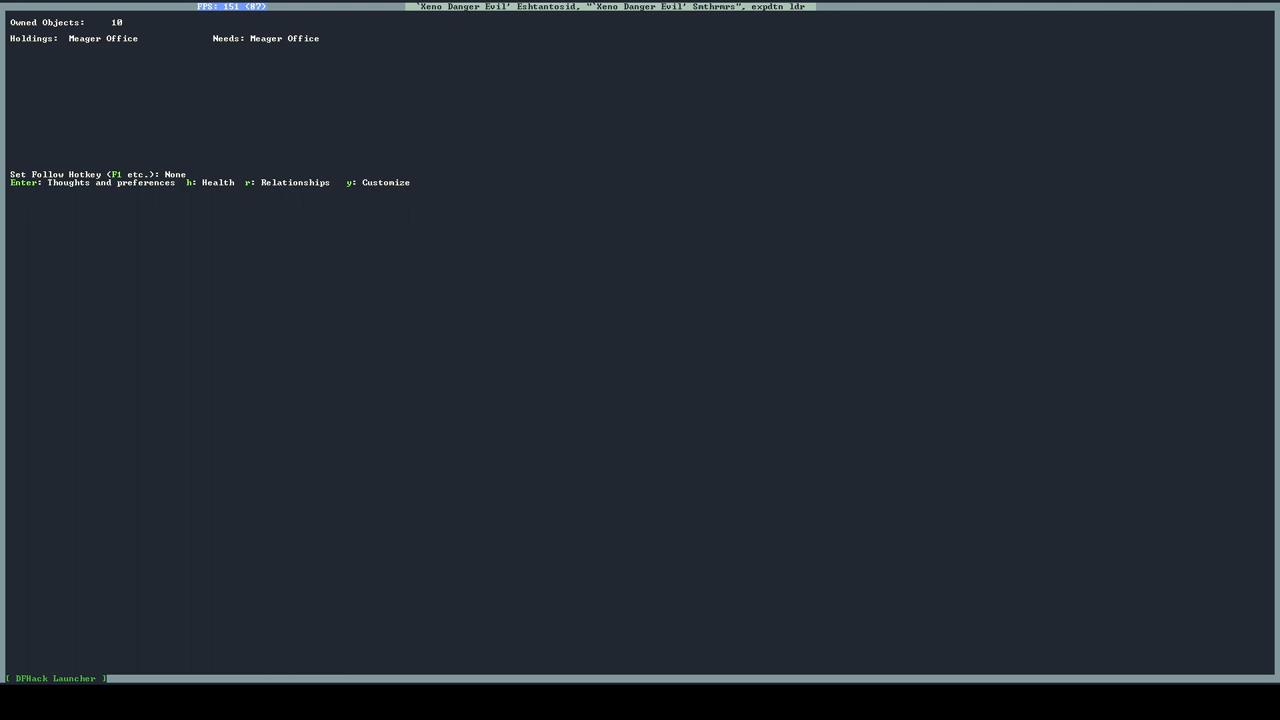 FPS: 151 (87)
`Xeno Danger Evil' Eshtantosid, "`Xeno Danger Evil' Smthrmrs", expdtn ldr
Owned Objects: 10
Holdings: Meager Office Needs: Meager Office
Set Follow Hotkey (F1 etc.): None
Enter: Thoughts and preferences h: Health r: Relationships y: Customize
[ DFHack Launcher ]